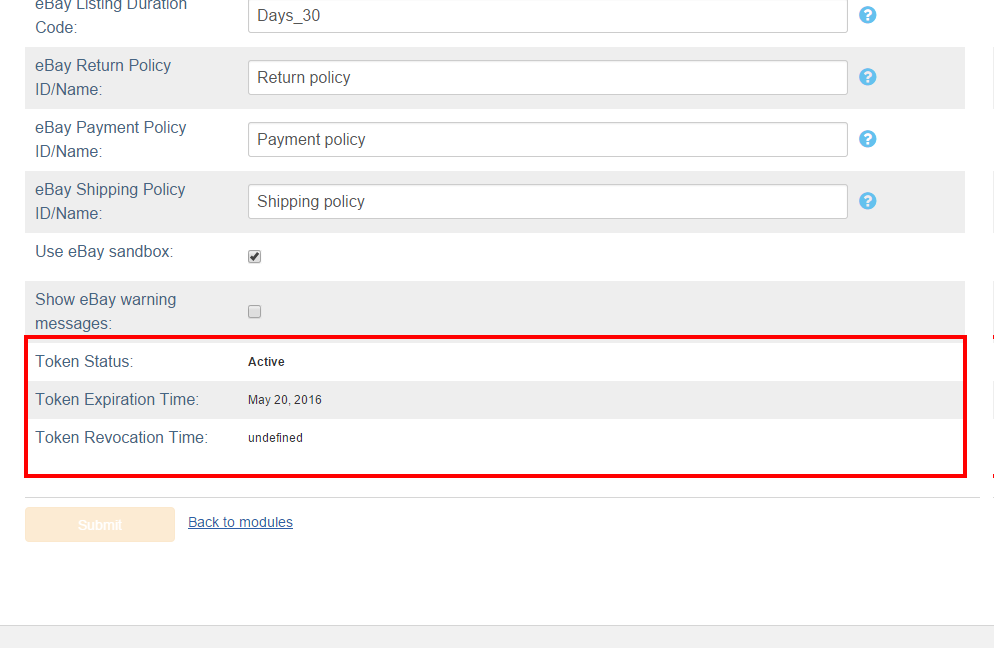 eBay Listing Duration
Code:
Days_30
?
eBay Return Policy
ID/Name:
Return policy
?
eBay Payment Policy
ID/Name:
Payment policy
?
eBay Shipping Policy
ID/Name:
Shipping policy
?
Use eBay sandbox:
Show eBay warning
messages:
Token Status:
Active
Token Expiration Time:
May 20, 2016
Token Revocation Time:
undefined
Submit
Back to modules